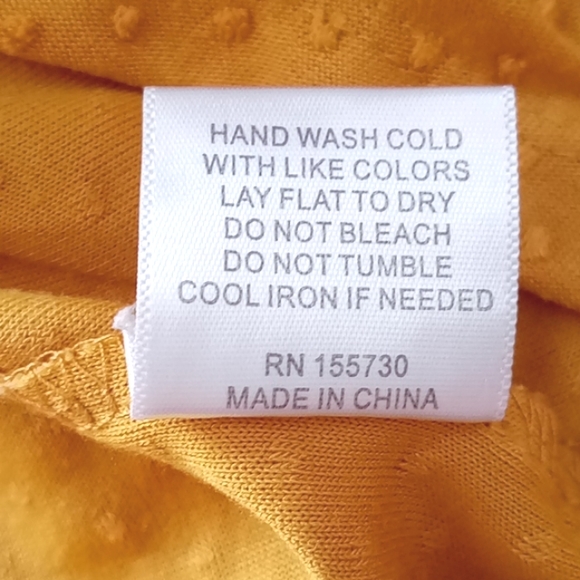 HAND WASH COLD
WITH LIKE COLORS
LAY FLAT TO DRY
DO NOT BLEACH
DO NOT TUMBLE
COOL IRON IF NEEDED
RN 155730
MADE IN CHINA